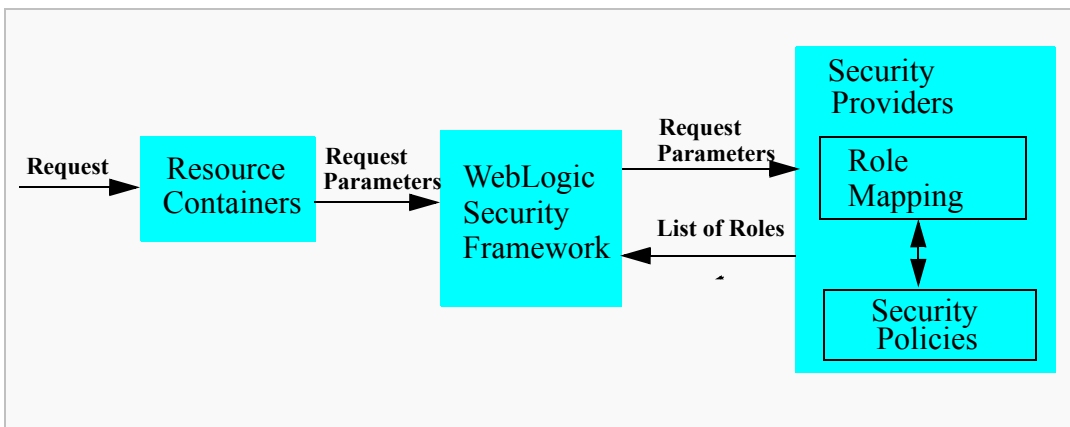 Request
Resource
Containers
Request
Parameters
WebLogic
Security
Framework
Request
Parameters
List of Roles
Security
Providers
Role
Mapping
Security
Policies